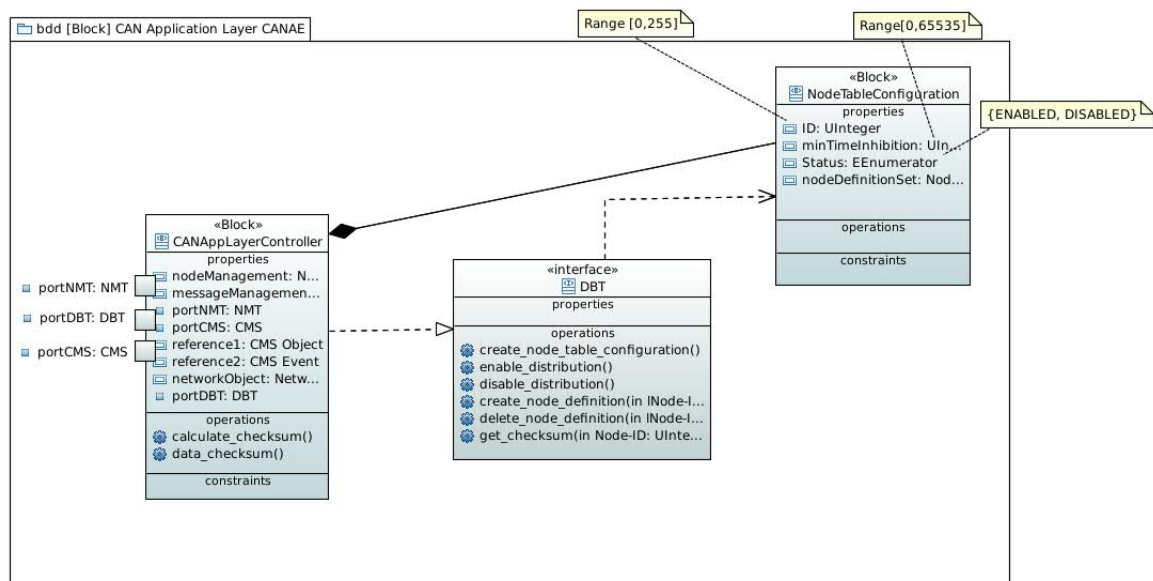 bdd [Block] CAN Application Layer CANAE
Range [0,255]
Range[0,65535]
{ENABLED, DISABLED}
«Block»
NodeTableConfiguration
properties
ID: UInteger
minTimeInhibition: UIn...
Status: EEnumerator
nodeDefinitionSet: Nod...
operations
constraints
«Block»
CANAppLayerController
properties
nodeManagement: N...
messageManagemen...
portNMT: NMT
portCMS: CMS
reference1: CMS Object
reference2: CMS Event
networkObject: Netw...
portDBT: DBT
operations
calculate_checksum()
data_checksum()
constraints
portNMT: NMT
portDBT: DBT
portCMS: CMS
«interface»
DBT
properties
operations
create_node_table_configuration()
enable_distribution()
disable_distribution()
create_node_definition(in lNode-I...
delete_node_definition(in lNode-I...
get_checksum(in Node-ID: UInte...